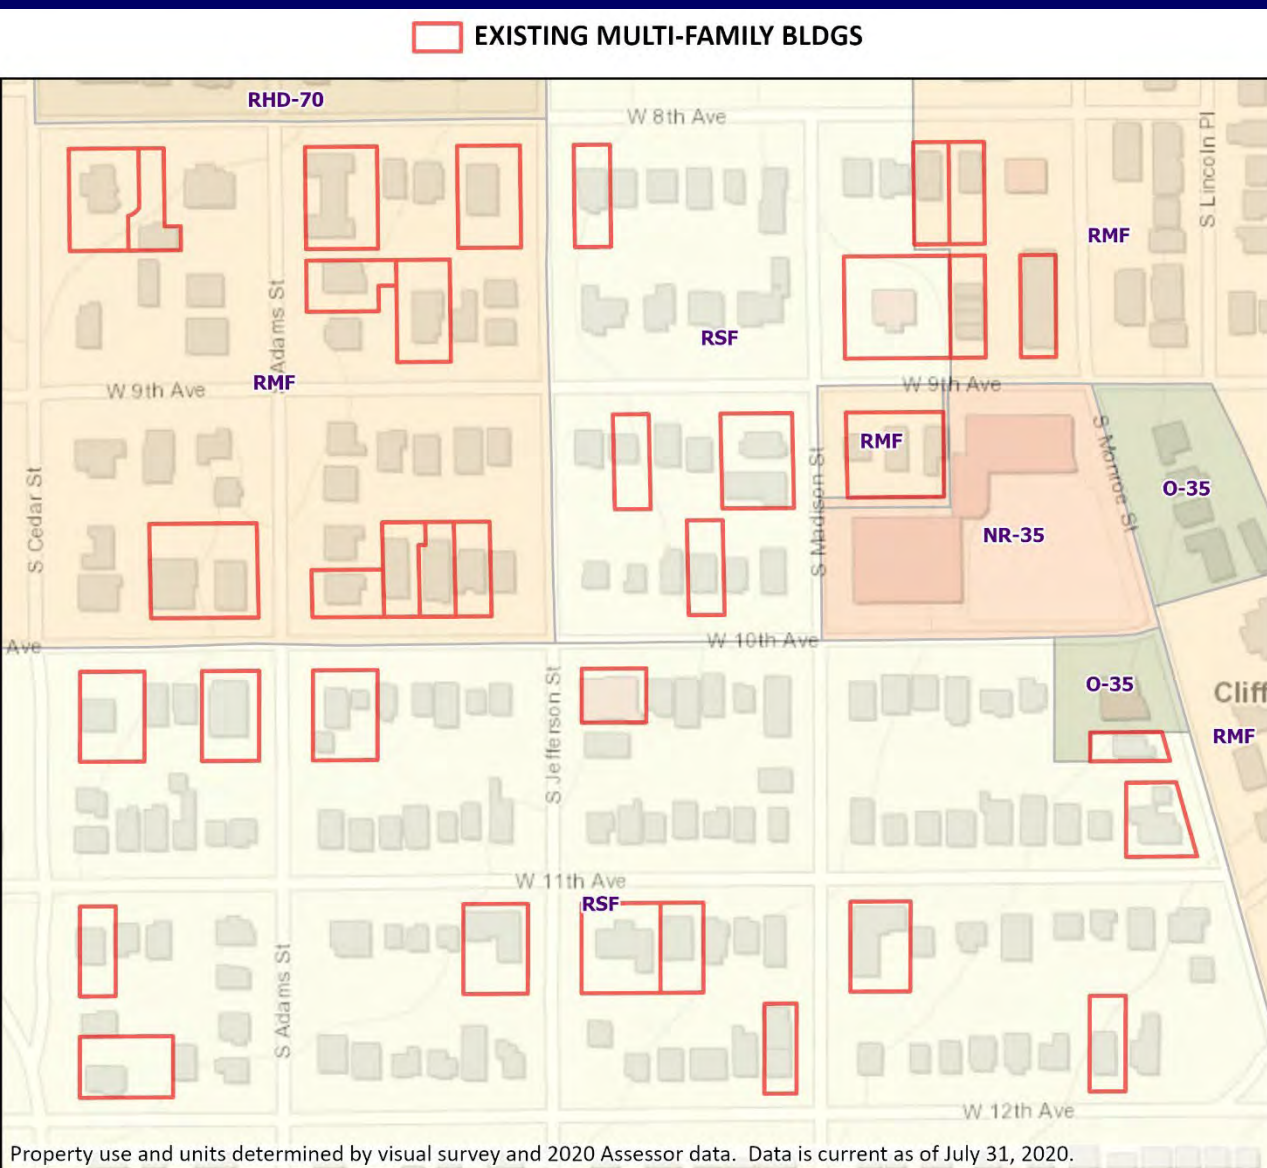 EXISTING MULTI-FAMILY BLDGS
RHD-70
W 8th Ave
S Lincoln Pl
RMF
S Adams St
RSF
RMF
W 9th Ave
W 9th Ave
RMF
S Cedar St
S Madison St
S Monroe St
O-35
NR-35
Ave
W 10th Ave
O-35
Cliff
RMF
S Jefferson St
W 11th Ave
RSF
S Adams St
W 12th Ave
Property use and units determined by visual survey and 2020 Assessor data. Data is current as of July 31, 2020.